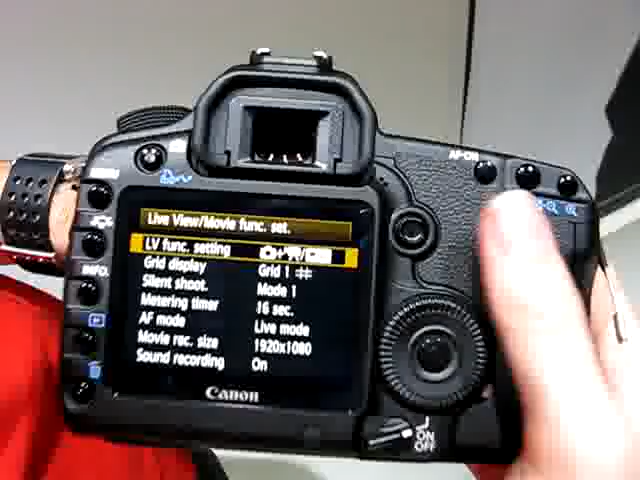 AF-ON
MENU
INFO.
Live View/Movie func. set.
LV func. setting
Grid display Grid 1
Silent shoot. Mode 1
Metering timer 16 sec.
AF mode Live mode
Movie rec. size 1920x1080
Sound recording On
Canon
ON
OFF